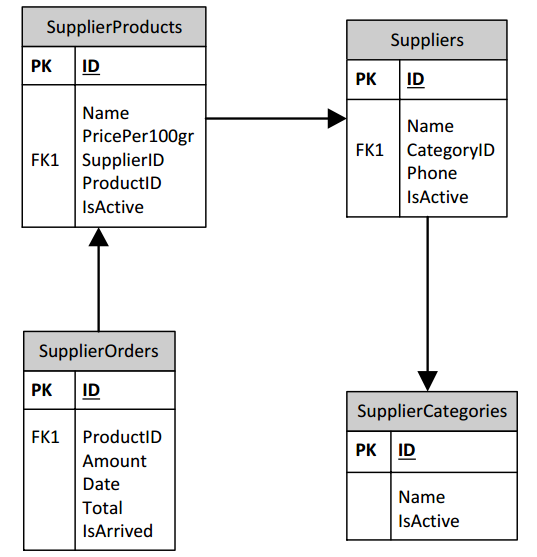 SupplierProducts
PK ID
Name
PricePer100gr
FK1 SupplierID
ProductID
IsActive
Suppliers
PK ID
Name
FK1 CategoryID
Phone
IsActive
SupplierOrders
PK ID
FK1 ProductID
Amount
Date
Total
IsArrived
SupplierCategories
PK ID
Name
IsActive